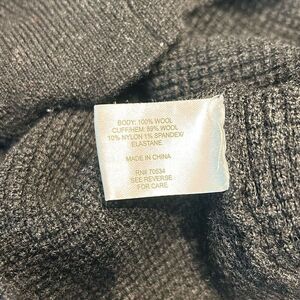 BODY: 100% WOOL
CUFF/HEM: 89% WOOL
10% NYLON 1% SPANDEX/
ELASTANE
MADE IN CHINA
RN# 70534
SEE REVERSE
FOR CARE